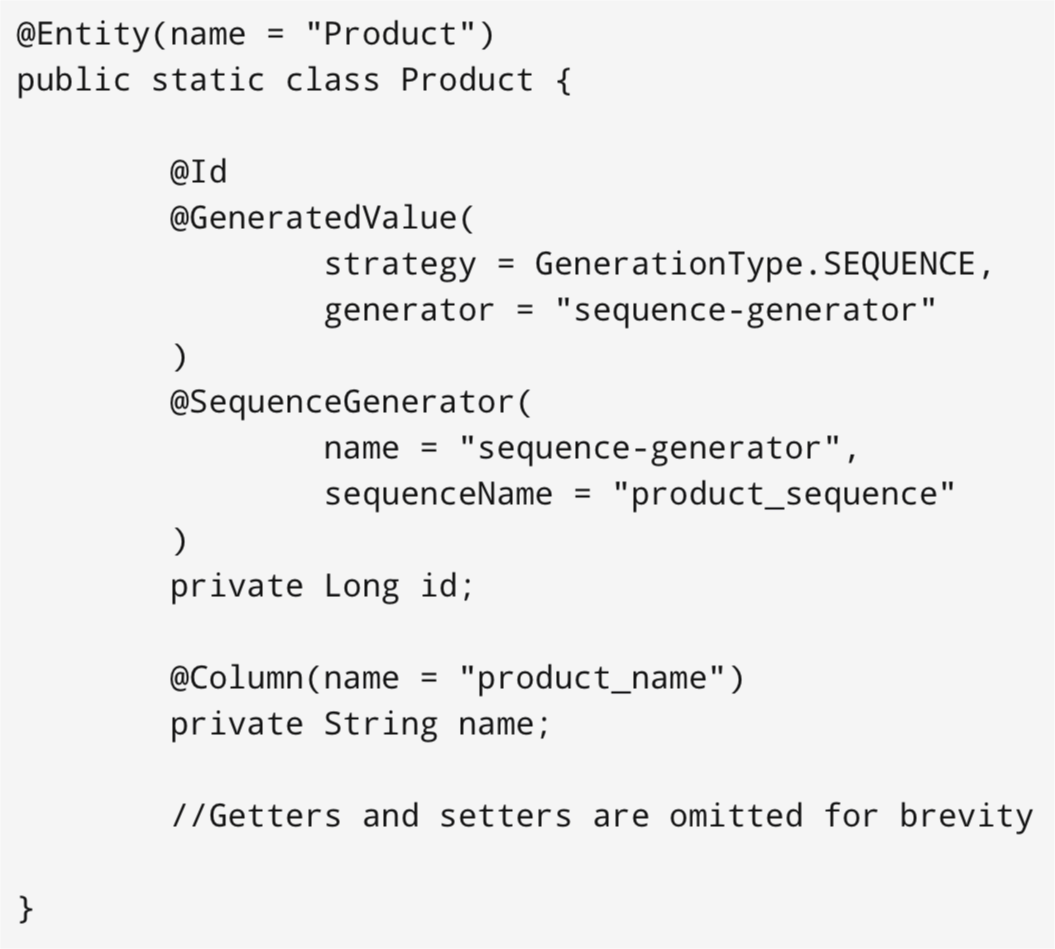 @Entity(name = "Product")
public static class Product {
@Id
@GeneratedValue(
strategy = GenerationType.SEQUENCE,
generator = "sequence-generator"
)
@SequenceGenerator(
name = "sequence-generator",
sequenceName = "product_sequence"
)
private Long id;
@Column(name = "product_name")
private String name;
//Getters and setters are omitted for brevity
}